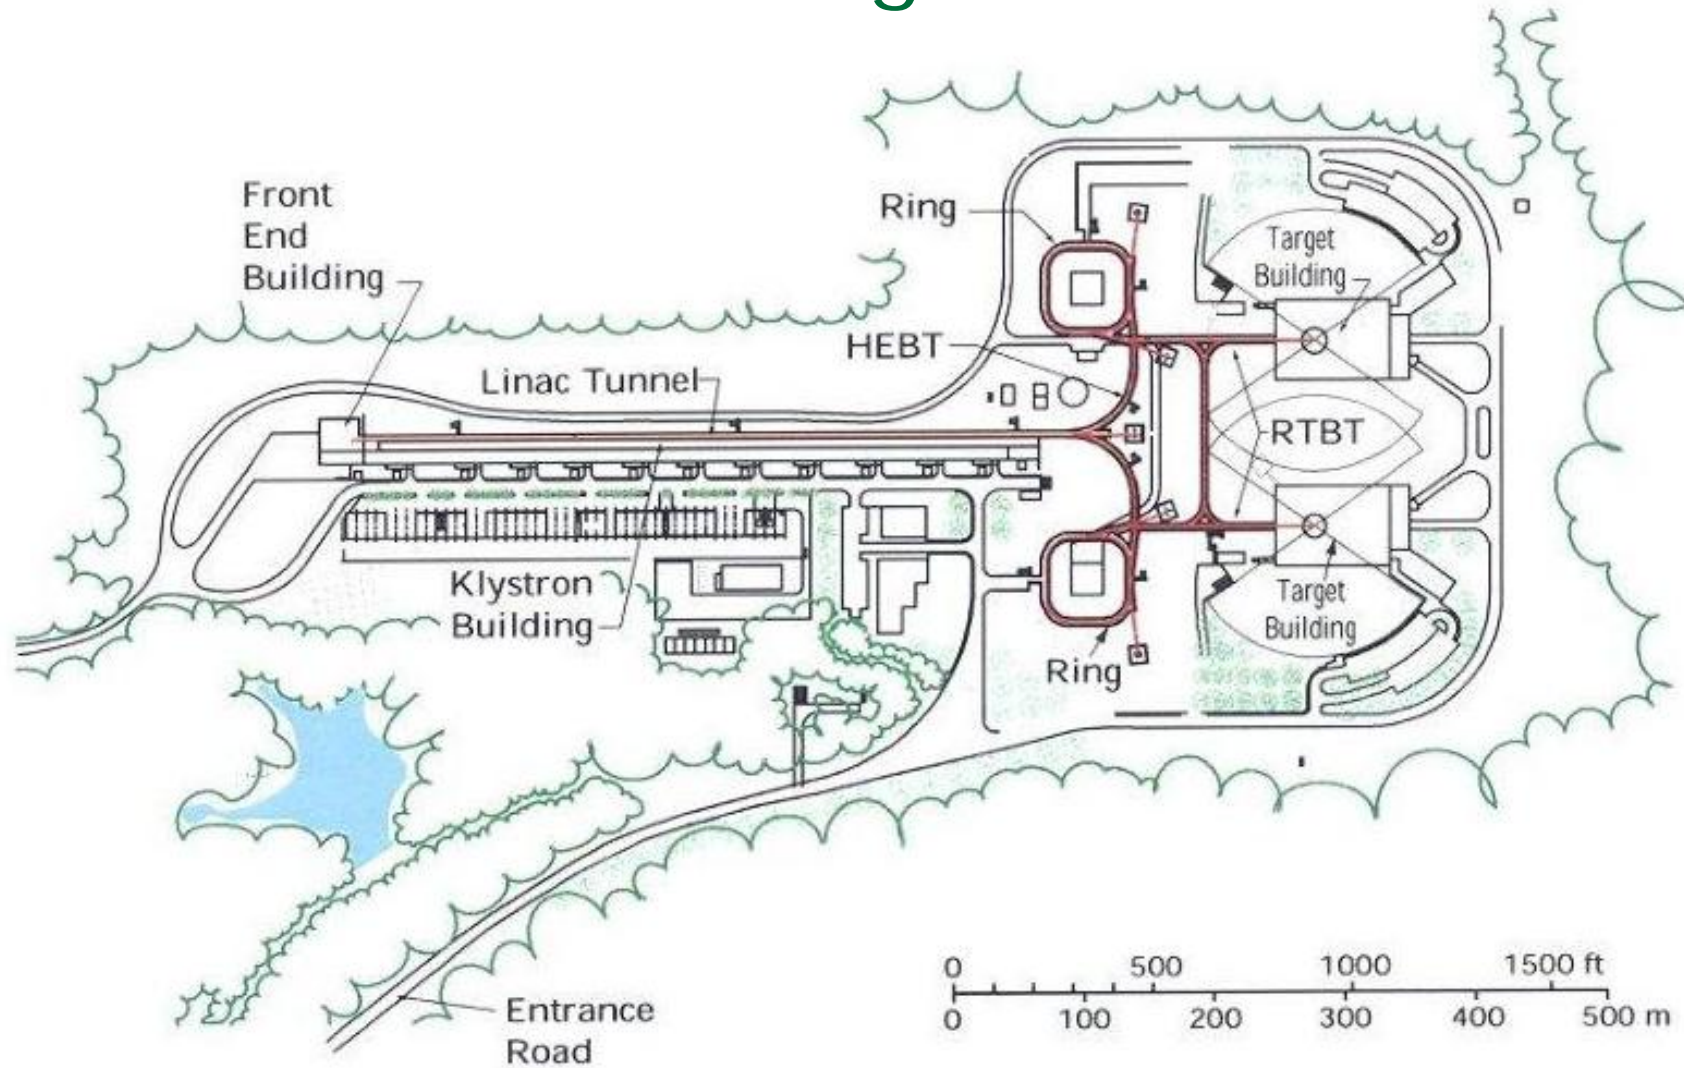 Front
End
Building
Ring
Target
Building
HEBT
Linac Tunnel
RTBT
Klystron
Building
Target
Building
Ring
0 500 1000 1500 ft
0 100 200 300 400 500 m
Entrance
Road